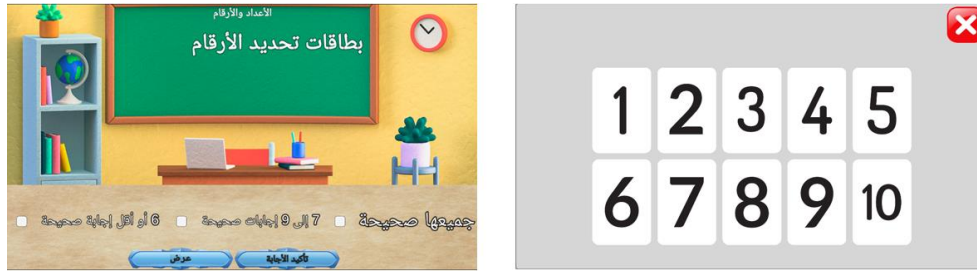 الأعداد والأرقام
بطاقات تحديد الأرقام
جميعها صحيحة
7 إلى 9 إجابات صحيحة
6 أو أقل إجابة صحيحة
تأكيد الأجابة
عرض
1 2 3 4 5
6 7 8 9 10